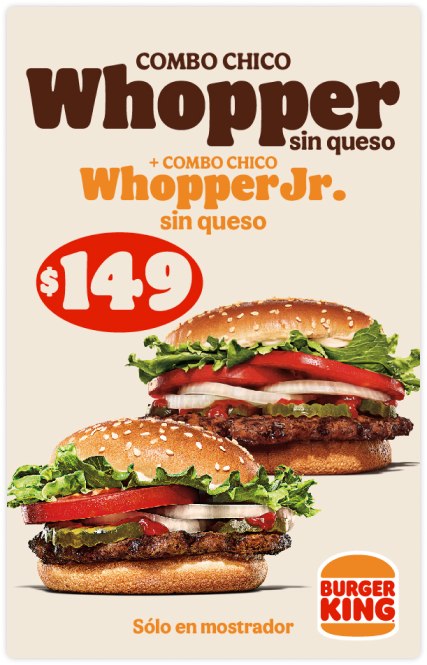 COMBO CHICO
Whopper
sin queso
+ COMBO CHICO
WhopperJr.
sin queso
$149
BURGER
KING
Sólo en mostrador